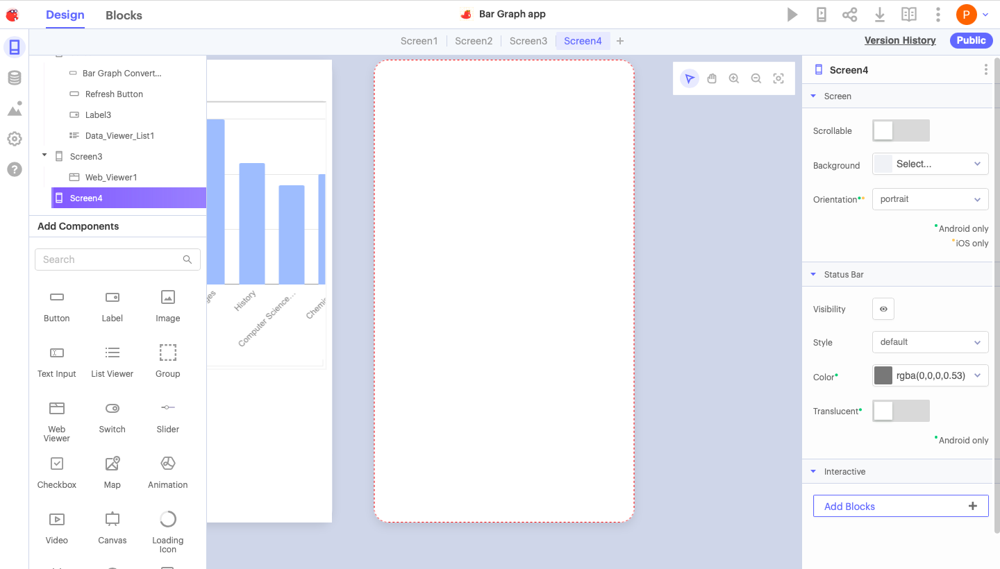 Design
Blocks
Bar Graph app
P
Screen1
Screen2
Screen3
Screen4
+
Version History
Public
Bar Graph Convert...
Refresh Button
Label3
Data_Viewer_List1
Screen3
Web_Viewer1
Screen4
Add Components
Search
Button
Label
Image
Text Input
List Viewer
Group
Web
Viewer
Switch
Slider
Checkbox
Map
Animation
Video
Canvas
Loading
Icon
History
Computer Science...
Screen4
Screen
Scrollable
Background
Select...
Orientation
portrait
Android only
iOS only
Status Bar
Visibility
Style
default
Color
rgba(0,0,0,0.53)
Translucent
Android only
Interactive
Add Blocks